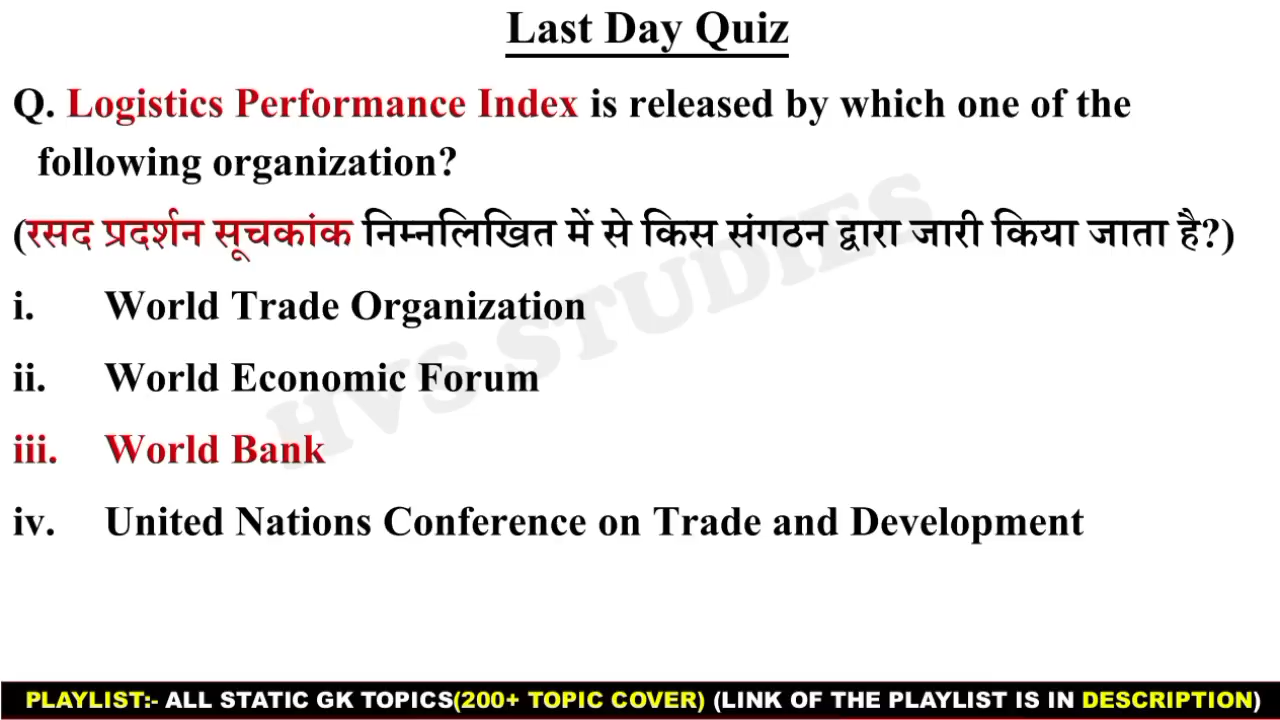 Last Day Quiz
Q. Logistics Performance Index is released by which one of the
following organization?
(रसद प्रदर्शन सूचकांक निम्नलिखित में से किस संगठन द्वारा जारी किया जाता है?)
i. World Trade Organization
ii. World Economic Forum
iii. World Bank
iv. United Nations Conference on Trade and Development
HVS STUDIES
PLAYLIST:- ALL STATIC GK TOPICS(200+ TOPIC COVER) (LINK OF THE PLAYLIST IS IN DESCRIPTION)